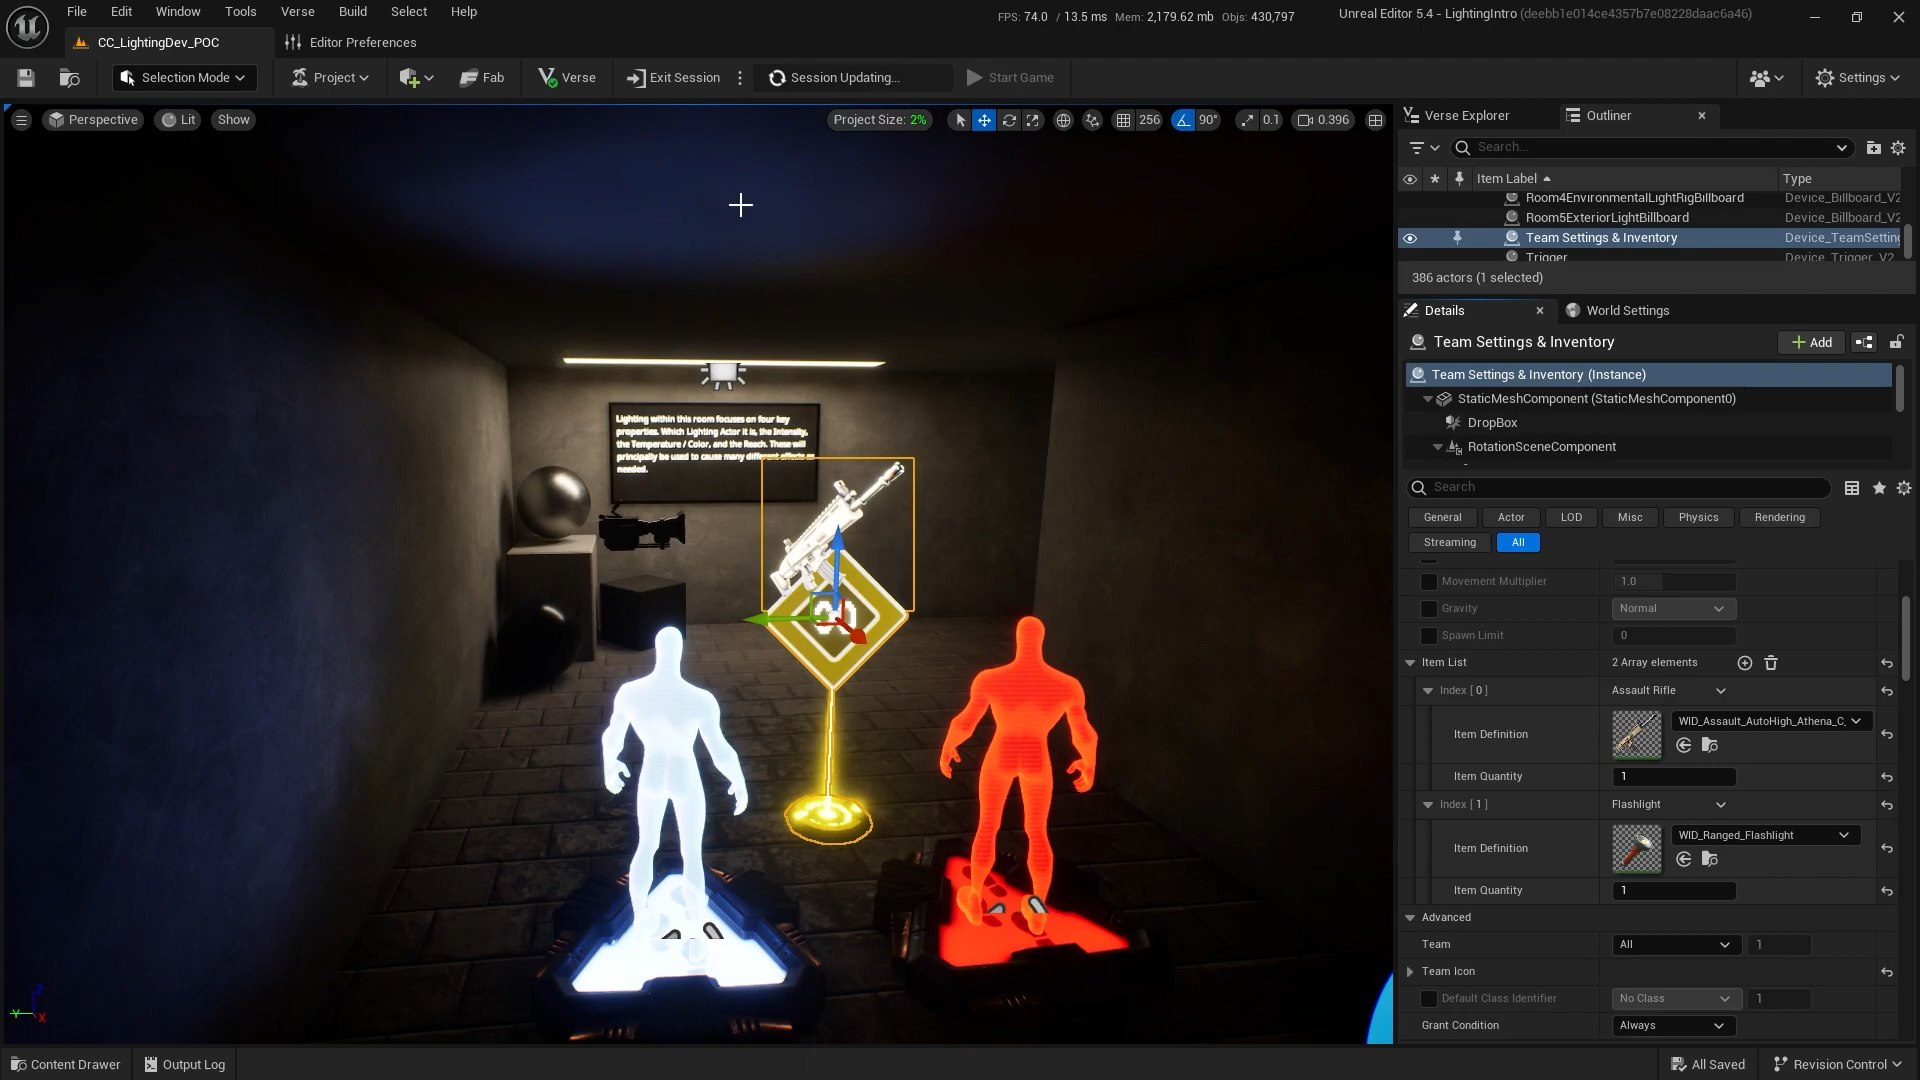 File Edit Window Tools Verse Build Select Help
FPS: 74.0 / 13.5 ms Mem: 2,179.62 mb Objs: 430,797
Unreal Editor 5.4 - LightingIntro (deebb1e014ce4357b7e08228daac6a46)
CC_LightingDev_POC
Editor Preferences
Selection Mode
Project
Fab
Verse
Exit Session
Session Updating...
Start Game
Settings
Perspective
Lit
Show
Project Size: 2%
256
90°
0.1
0.396
Lighting within this room focuses on four key
properties. Which Lighting Actor it is, the Intensity,
the Temperature / Color, and the Reach. These will
principally be used to cause many different effects as
needed.
Verse Explorer
Outliner
Search...
Item Label
Type
Room4EnvironmentalLightRigBillboard Device_Billboard_V2
Room5ExteriorLightBillboard Device_Billboard_V2
Team Settings & Inventory Device_TeamSetting
Trigger Device_Trigger_V2
386 actors (1 selected)
Details
World Settings
Team Settings & Inventory
Add
Team Settings & Inventory (Instance)
StaticMeshComponent (StaticMeshComponent0)
DropBox
RotationSceneComponent
Search
General Actor LOD Misc Physics Rendering
Streaming All
Movement Multiplier 1.0
Gravity Normal
Spawn Limit 0
Item List 2 Array elements
Index [ 0 ] Assault Rifle
WID_Assault_AutoHigh_Athena_C_
Item Definition
Item Quantity 1
Index [ 1 ] Flashlight
WID_Ranged_Flashlight
Item Definition
Item Quantity 1
Advanced
Team All 1
Team Icon
Default Class Identifier No Class 1
Grant Condition Always
Z
Y
X
Content Drawer
Output Log
All Saved
Revision Control